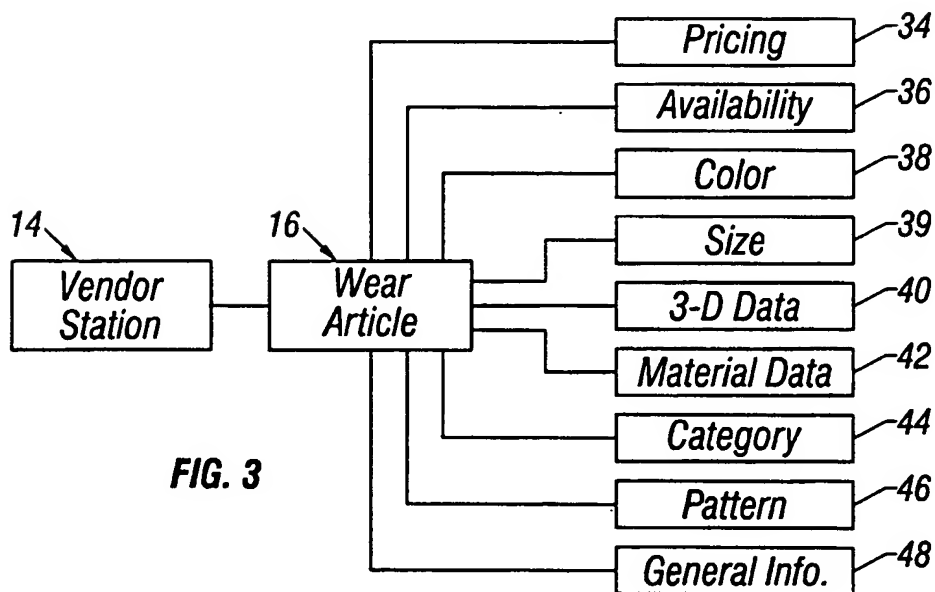 Pricing 34
Availability 36
Color 38
Size 39
3-D Data 40
Material Data 42
Category 44
Pattern 46
General Info. 48
14
Vendor
Station
16
Wear
Article
FIG. 3